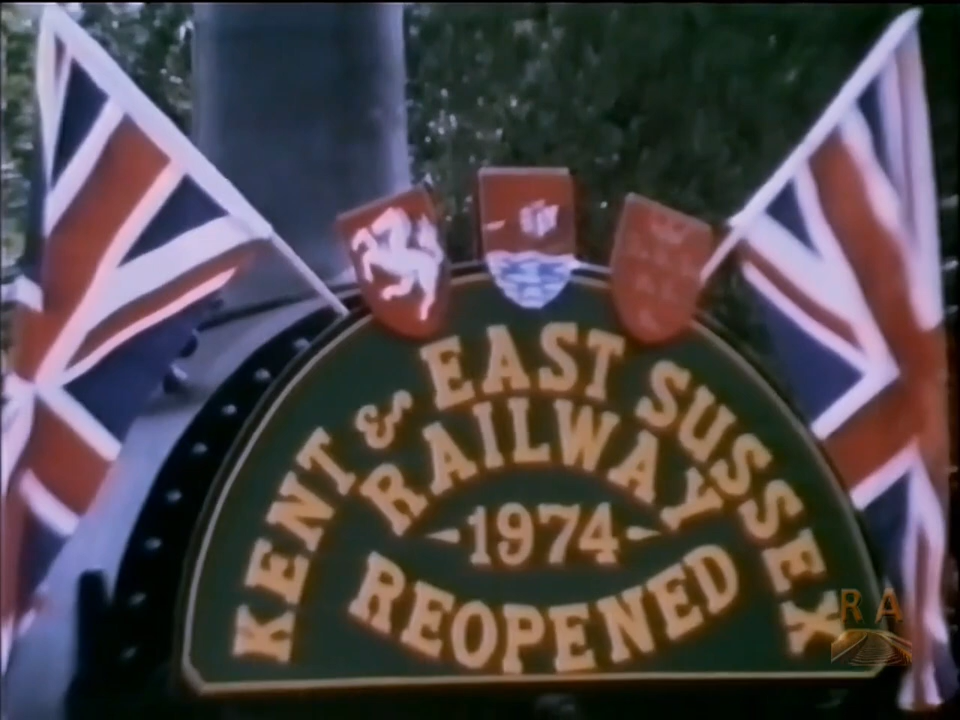 KENT & EAST SUSSEX
RAILWAY
-1974-
REOPENED
RA